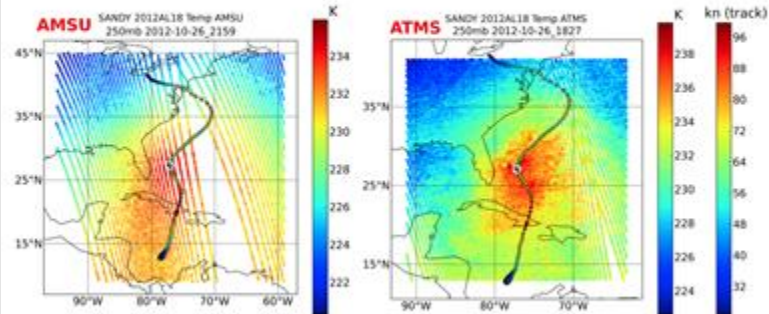 AMSU
SANDY 2012AL18 Temp AMSU
250mb 2012-10-26_2159
K
45°N
35°N
25°N
15°N
90°W 80°W 70°W 60°W
234
232
230
228
226
224
222
ATMS
SANDY 2012AL18 Temp ATMS
250mb 2012-10-26_1827
K
kn (track)
35°N
25°N
15°N
90°W 80°W 70°W
238
236
234
232
230
228
226
224
96
88
80
72
64
56
48
40
32